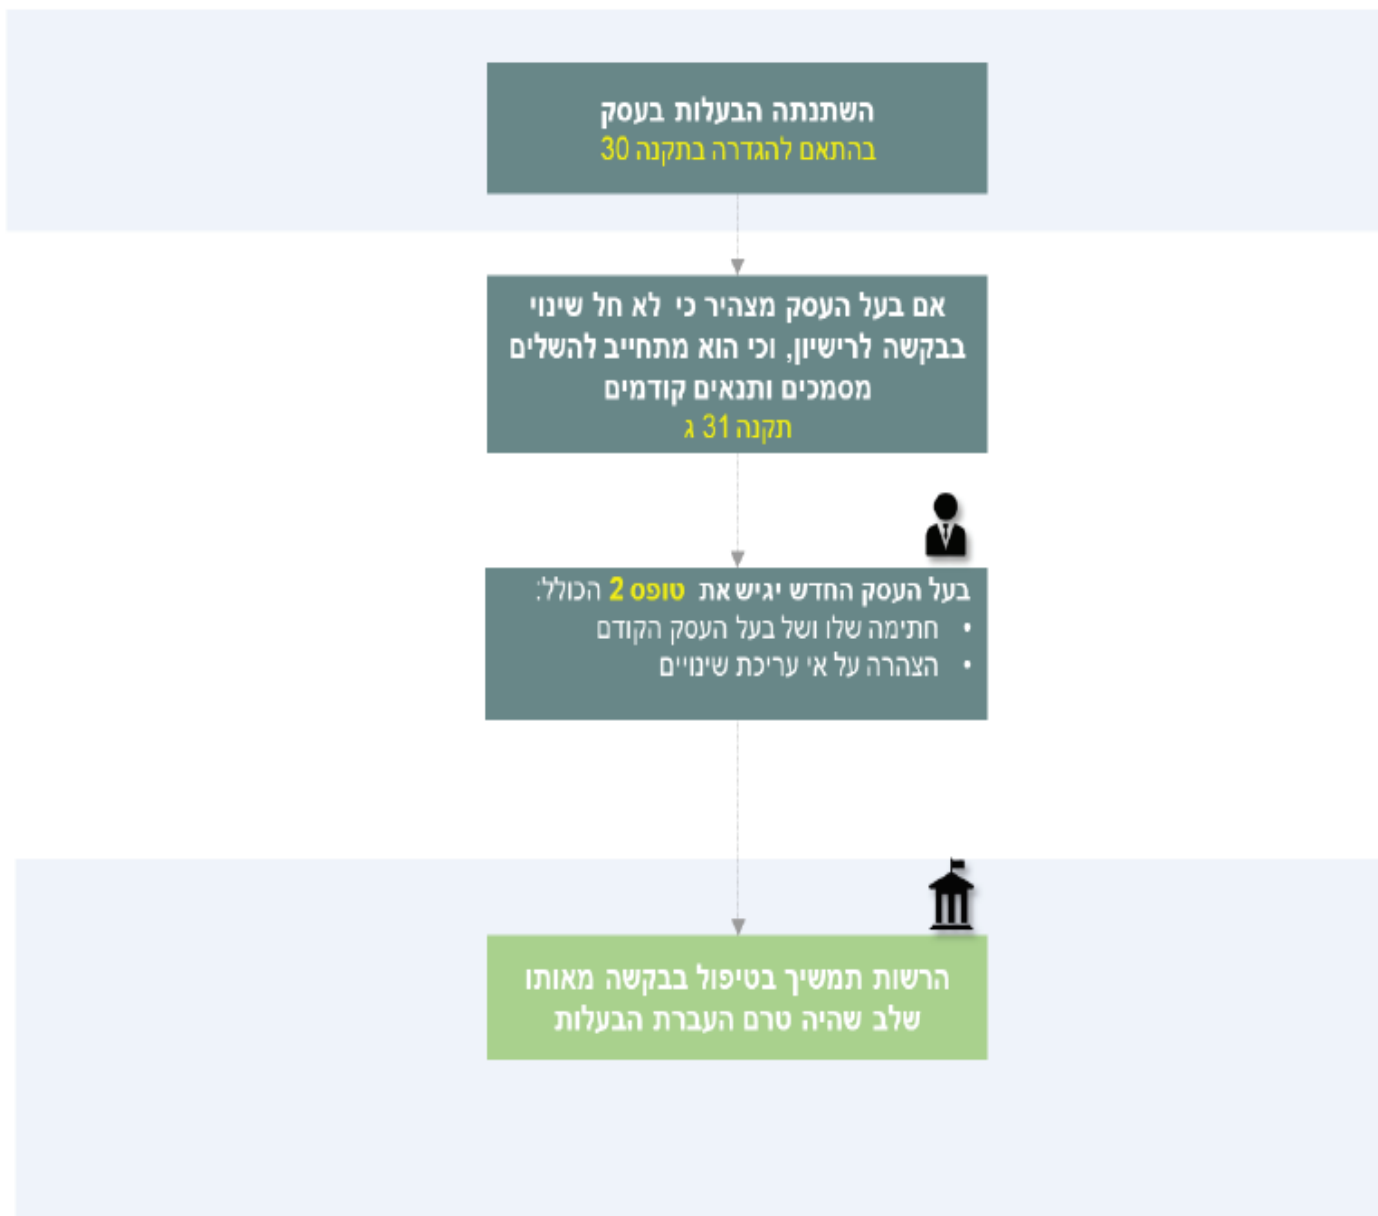 השתנתה הבעלות בעסק
בהתאם להגדרה בתקנה 30
אם בעל העסק מצהיר כי לא חל שינוי
בבקשה לרישיון, וכי הוא מתחייב להשלים
מסמכים ותנאים קודמים
תקנה 31 ג
בעל העסק החדש יגיש את טופס 2 הכולל:
• חתימה שלו ושל בעל העסק הקודם
• הצהרה על אי עריכת שינויים
הרשות תמשיך בטיפול בבקשה מאותו
שלב שהיה טרם העברת הבעלות